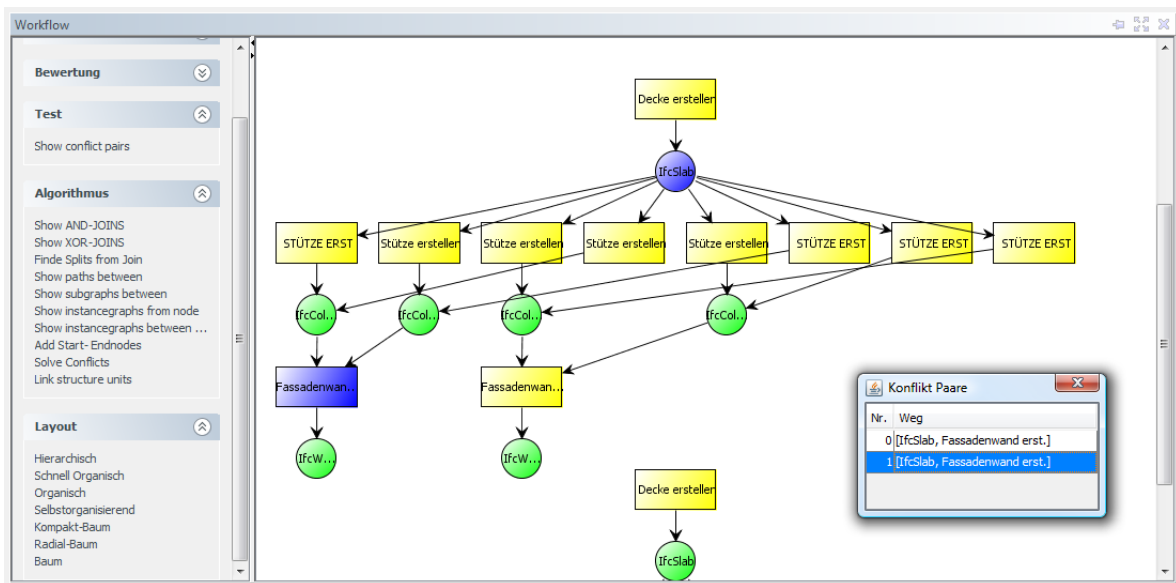 Workflow
Bewertung
Test
Show conflict pairs
Algorithmus
Show AND-JOINS
Show XOR-JOINS
Finde Splits from Join
Show paths between
Show subgraphs between
Show instancegraphs from node
Show instancegraphs between ...
Add Start- Endnodes
Solve Conflicts
Link structure units
Layout
Hierarchisch
Schnell Organisch
Organisch
Selbstorganisierend
Kompakt-Baum
Radial-Baum
Baum
Decke erstellen
IfcSlab
STÜTZE ERST
Stütze erstellen
Stütze erstellen
Stütze erstellen
Stütze erstellen
STÜTZE ERST
STÜTZE ERST
STÜTZE ERST
IfcCol...
IfcCol...
IfcCol...
IfcCol...
Fassadenwan...
Fassadenwan...
IfcW...
IfcW...
Decke erstellen
IfcSlab
Konflikt Paare
Nr. Weg
0 [IfcSlab, Fassadenwand erst.]
1 [IfcSlab, Fassadenwand erst.]